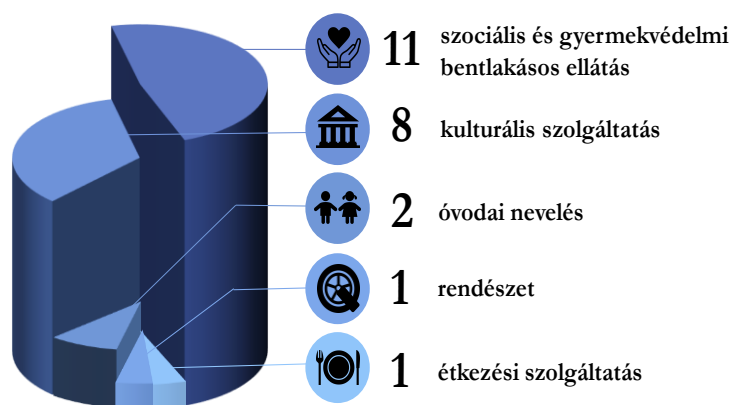 11 szociális és gyermekvédelmi
bentlakásos ellátás
8 kulturális szolgáltatás
2 óvodai nevelés
1 rendészet
1 étkezési szolgáltatás